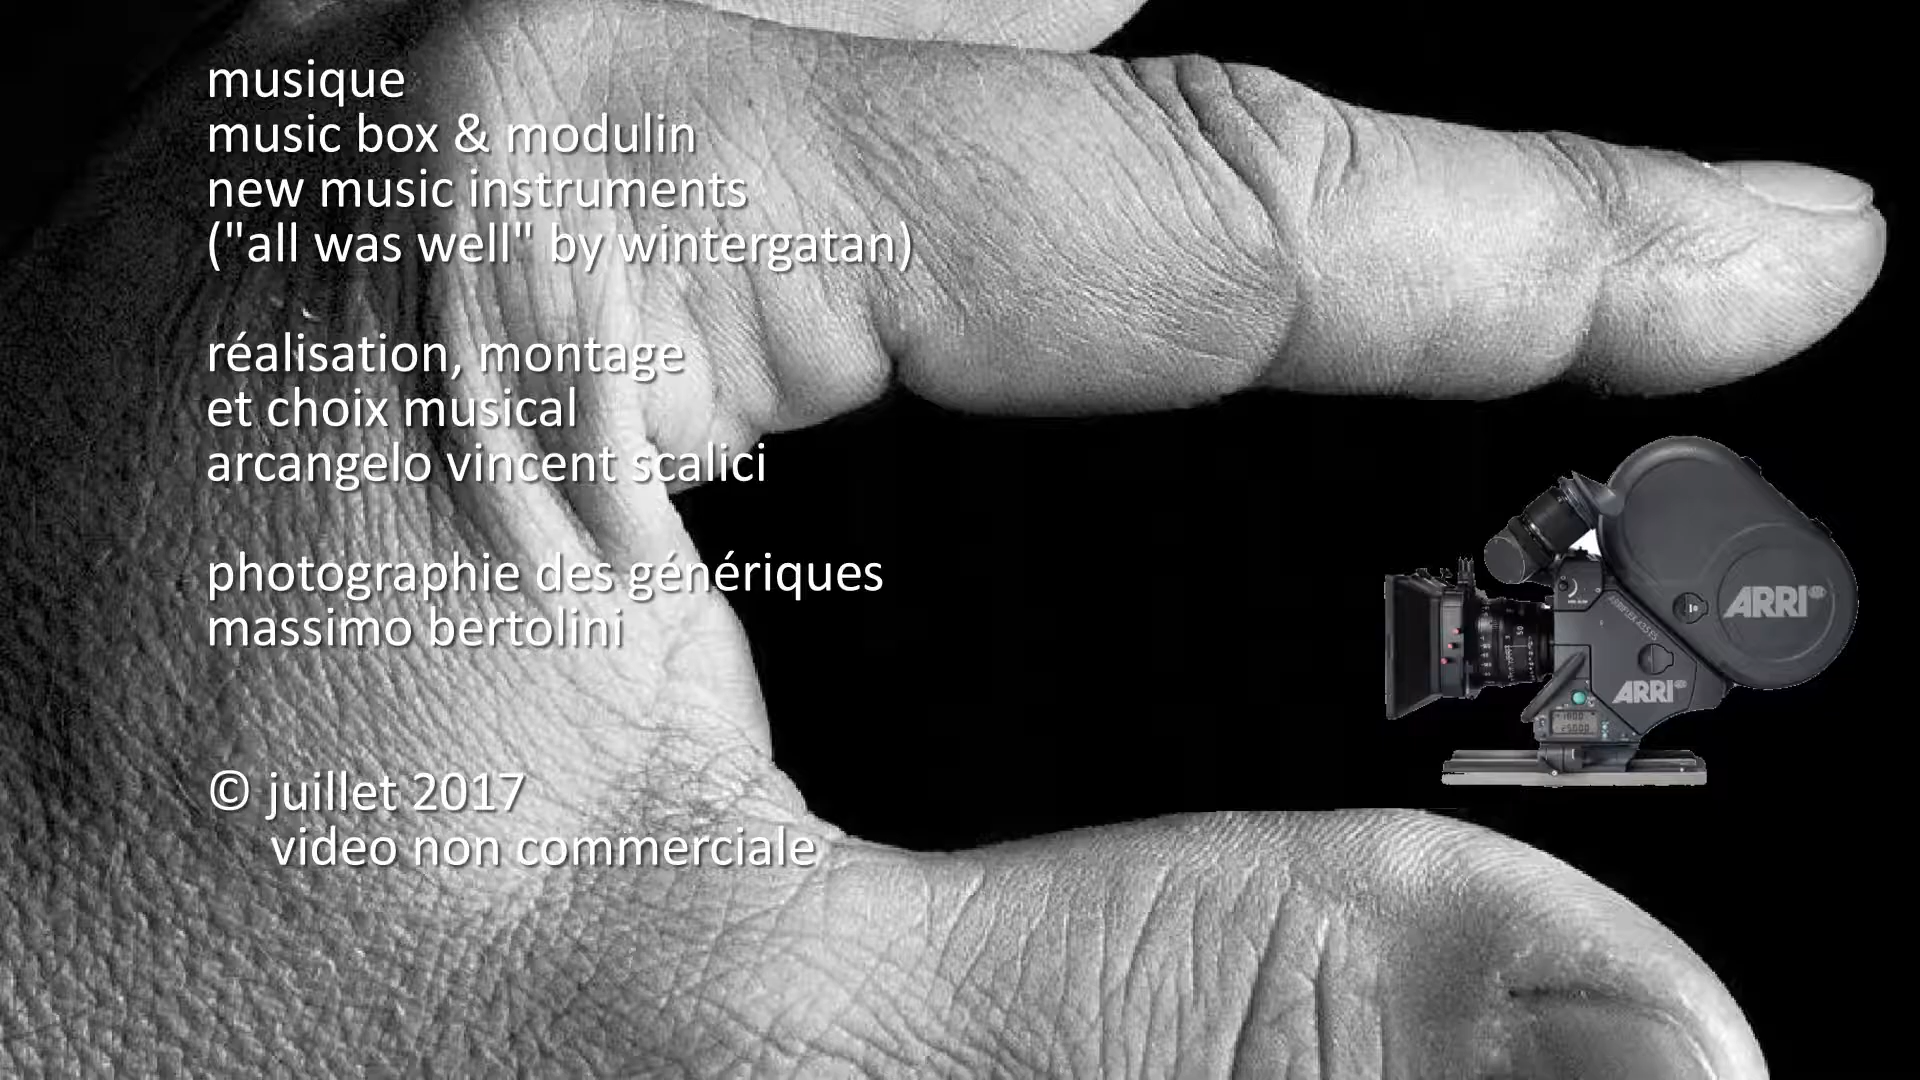 musique
music box & modulin
new music instruments
("all was well" by wintergatan)
réalisation, montage
et choix musical
arcangelo vincent scalici
photographie des génériques
massimo bertolini
© juillet 2017
video non commerciale
ARRI
ARRI